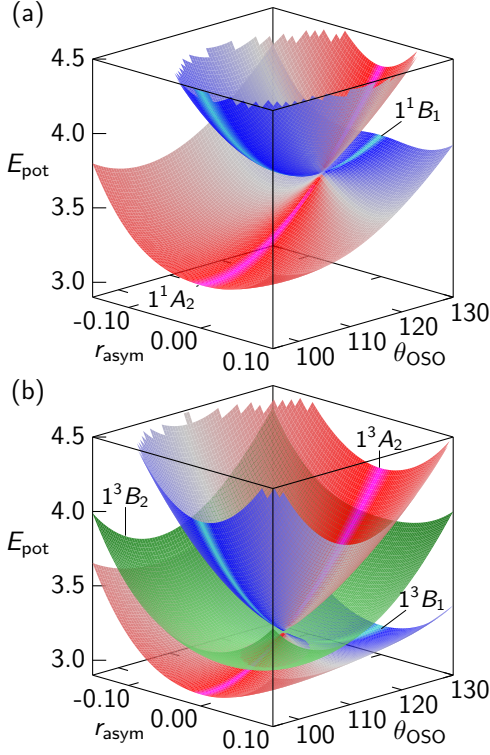 (a)
4.5
4.0
3.5
3.0
E_pot
1¹B₁
1¹A₂
-0.10
0.00
0.10
r_asym
100
110
120
130
θ_OSO
(b)
4.5
4.0
3.5
3.0
E_pot
1³A₂
1³B₂
1³B₁
-0.10
0.00
0.10
r_asym
100
110
120
130
θ_OSO